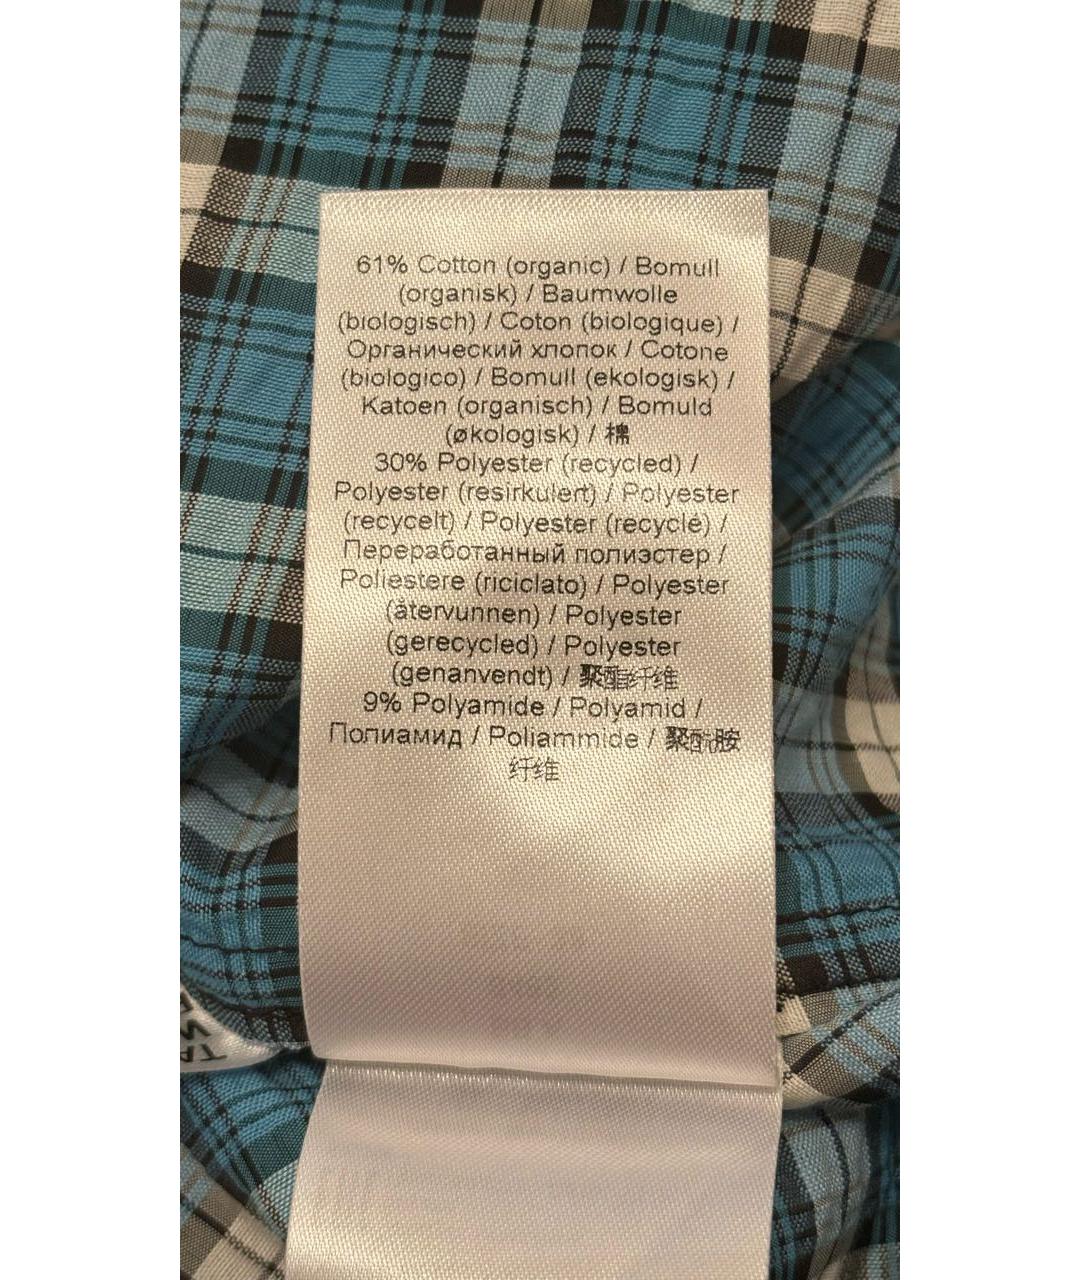 61% Cotton (organic) / Bomull
(organisk) / Baumwolle
(biologisch) / Coton (biologique) /
Органический хлопок / Cotone
(biologico) / Bomull (ekologisk) /
Katoen (organisch) / Bomuld
(økologisk) / 棉
30% Polyester (recycled) /
Polyester (resirkulert) / Polyester
(recycelt) / Polyester (recyclé) /
Переработанный полиэстер /
Poliestere (riciclato) / Polyester
(återvunnen) / Polyester
(gerecycled) / Polyester
(genanvendt) / 聚酯纤维
9% Polyamide / Polyamid /
Полиамид / Poliammide / 聚酰胺
纤维